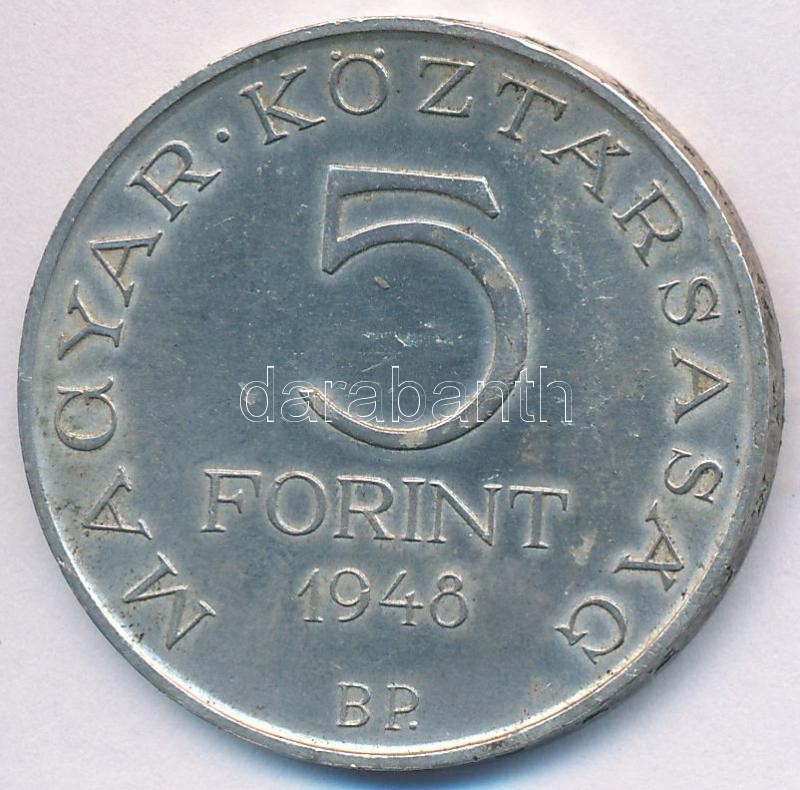 MAGYAR · KÖZTÁRSASÁG
5
darabanth
FORINT
1948
BP.